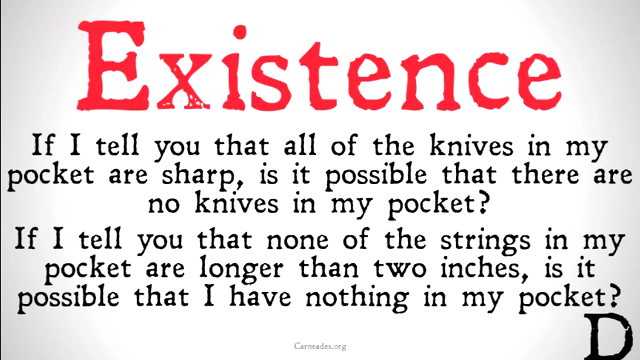 Existence
If I tell you that all of the knives in my
pocket are sharp, is it possible that there are
no knives in my pocket?
If I tell you that none of the strings in my
pocket are longer than two inches, is it
possible that I have nothing in my pocket?
Carneades.org
D